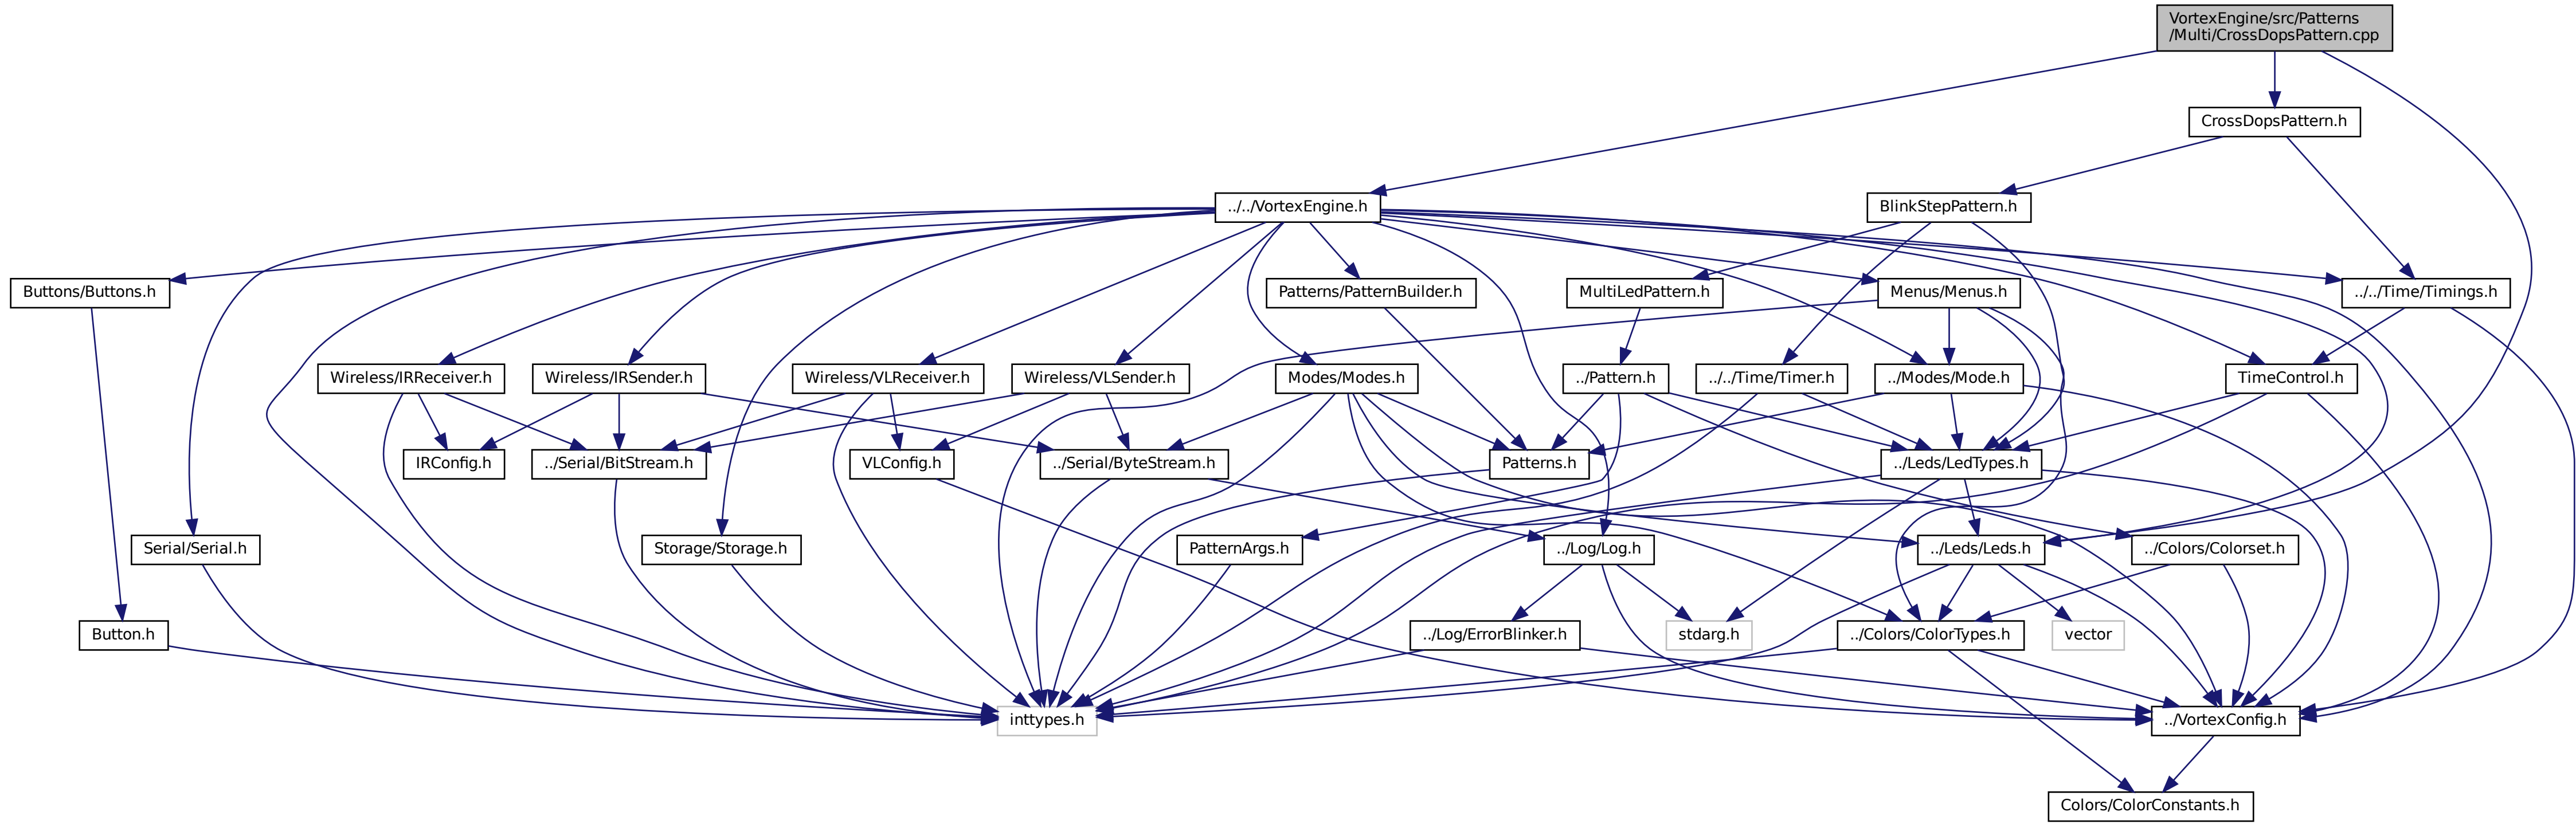 VortexEngine/src/Patterns
/Multi/CrossDopsPattern.cpp
CrossDopsPattern.h
../../VortexEngine.h
BlinkStepPattern.h
Buttons/Buttons.h
Patterns/PatternBuilder.h
MultiLedPattern.h
Menus/Menus.h
../../Time/Timings.h
Wireless/IRReceiver.h
Wireless/IRSender.h
Wireless/VLReceiver.h
Wireless/VLSender.h
Modes/Modes.h
../Pattern.h
../../Time/Timer.h
../Modes/Mode.h
TimeControl.h
IRConfig.h
../Serial/BitStream.h
VLConfig.h
../Serial/ByteStream.h
Patterns.h
../Leds/LedTypes.h
Serial/Serial.h
Storage/Storage.h
PatternArgs.h
../Log/Log.h
../Leds/Leds.h
../Colors/Colorset.h
Button.h
../Log/ErrorBlinker.h
stdarg.h
../Colors/ColorTypes.h
vector
inttypes.h
../VortexConfig.h
Colors/ColorConstants.h